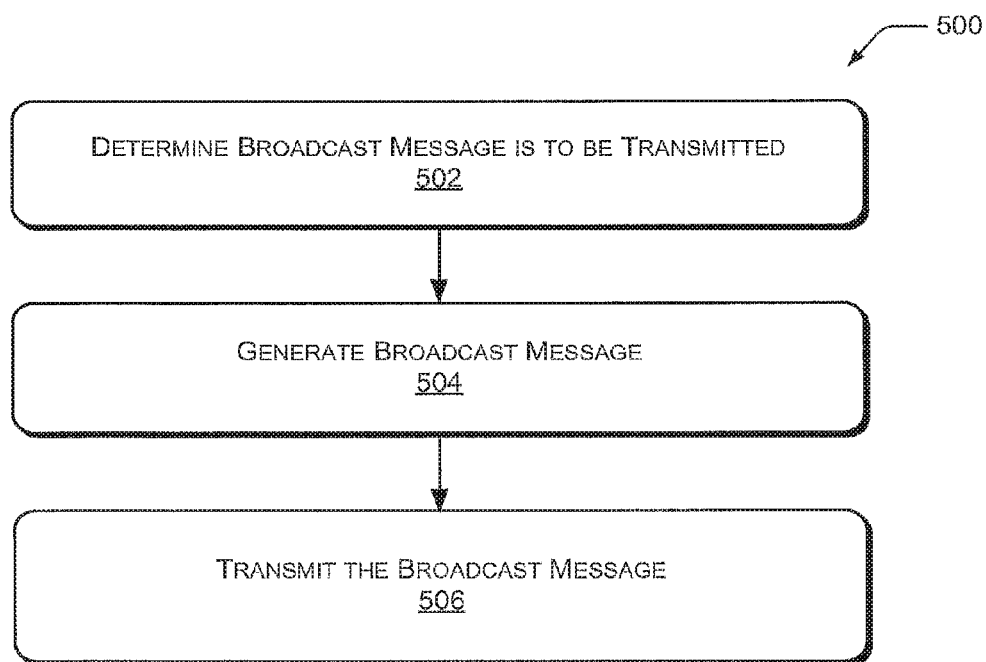 500
DETERMINE BROADCAST MESSAGE IS TO BE TRANSMITTED
502
GENERATE BROADCAST MESSAGE
504
TRANSMIT THE BROADCAST MESSAGE
506